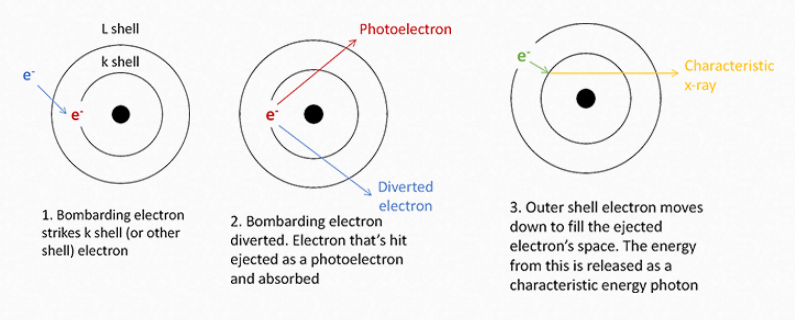 L shell
k shell
e-
e-
1. Bombarding electron
strikes k shell (or other
shell) electron
Photoelectron
e-
Diverted
electron
2. Bombarding electron
diverted. Electron that's hit
ejected as a photoelectron
and absorbed
e-
Characteristic
x-ray
3. Outer shell electron moves
down to fill the ejected
electron's space. The energy
from this is released as a
characteristic energy photon